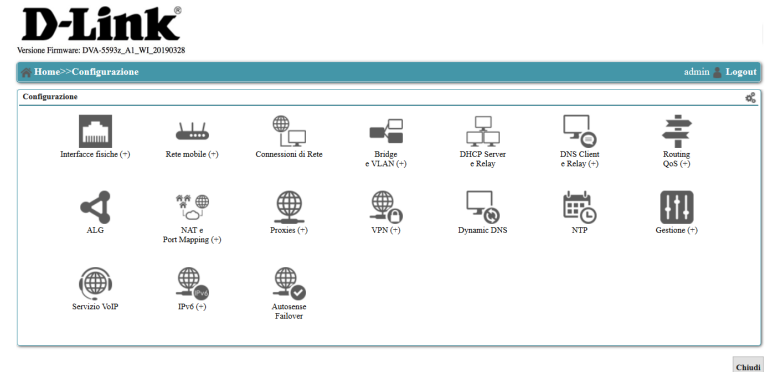 D-Link®
Versione Firmware: DVA-5593z_A1_WI_20190328
Home>>Configurazione admin Logout
Configurazione
Interfacce fisiche (+) Rete mobile (+) Connessioni di Rete Bridge e VLAN (+) DHCP Server e Relay DNS Client e Relay (+) Routing QoS (+)
ALG NAT e Port Mapping (+) Proxies (+) VPN (+) Dynamic DNS NTP Gestione (+)
Servizio VoIP IPv6 IPv6 (+) Autosense Failover
Chiudi